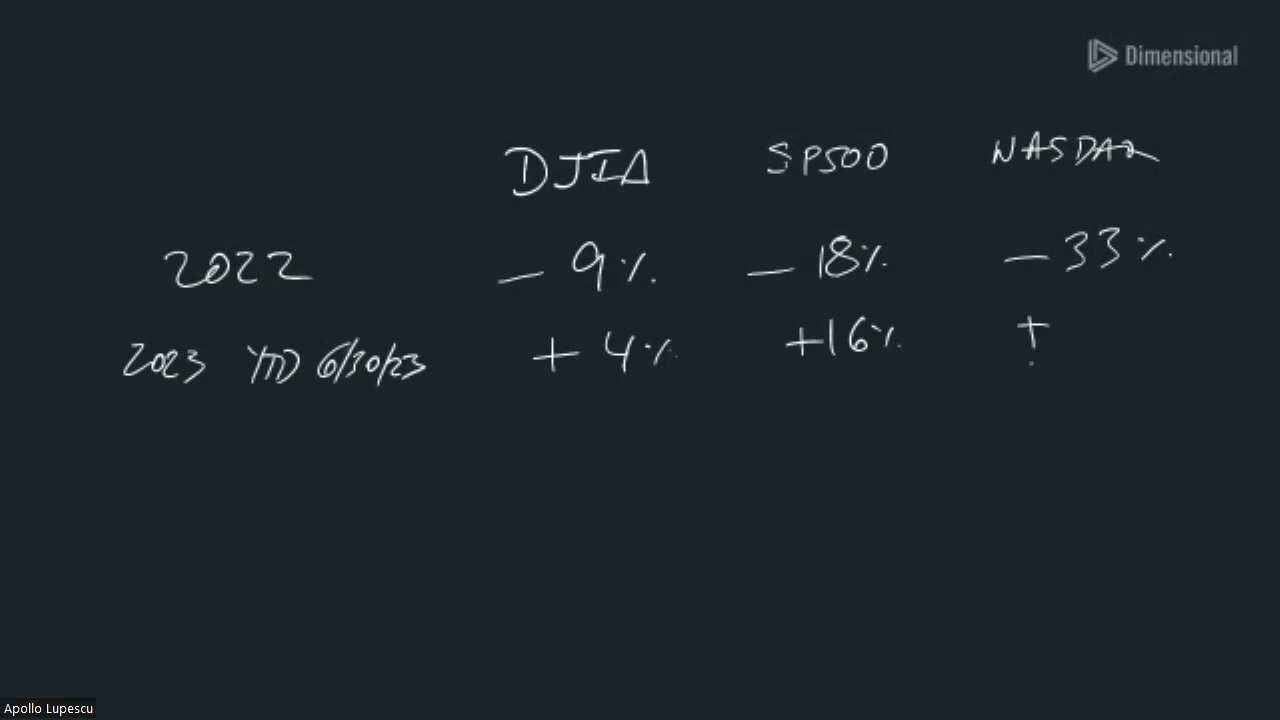 Dimensional
DJIA SP500 NASDAQ
2022 - 9% - 18% - 33%
2023 YTD 6/30/23 + 4% +16% +
Apollo Lupescu